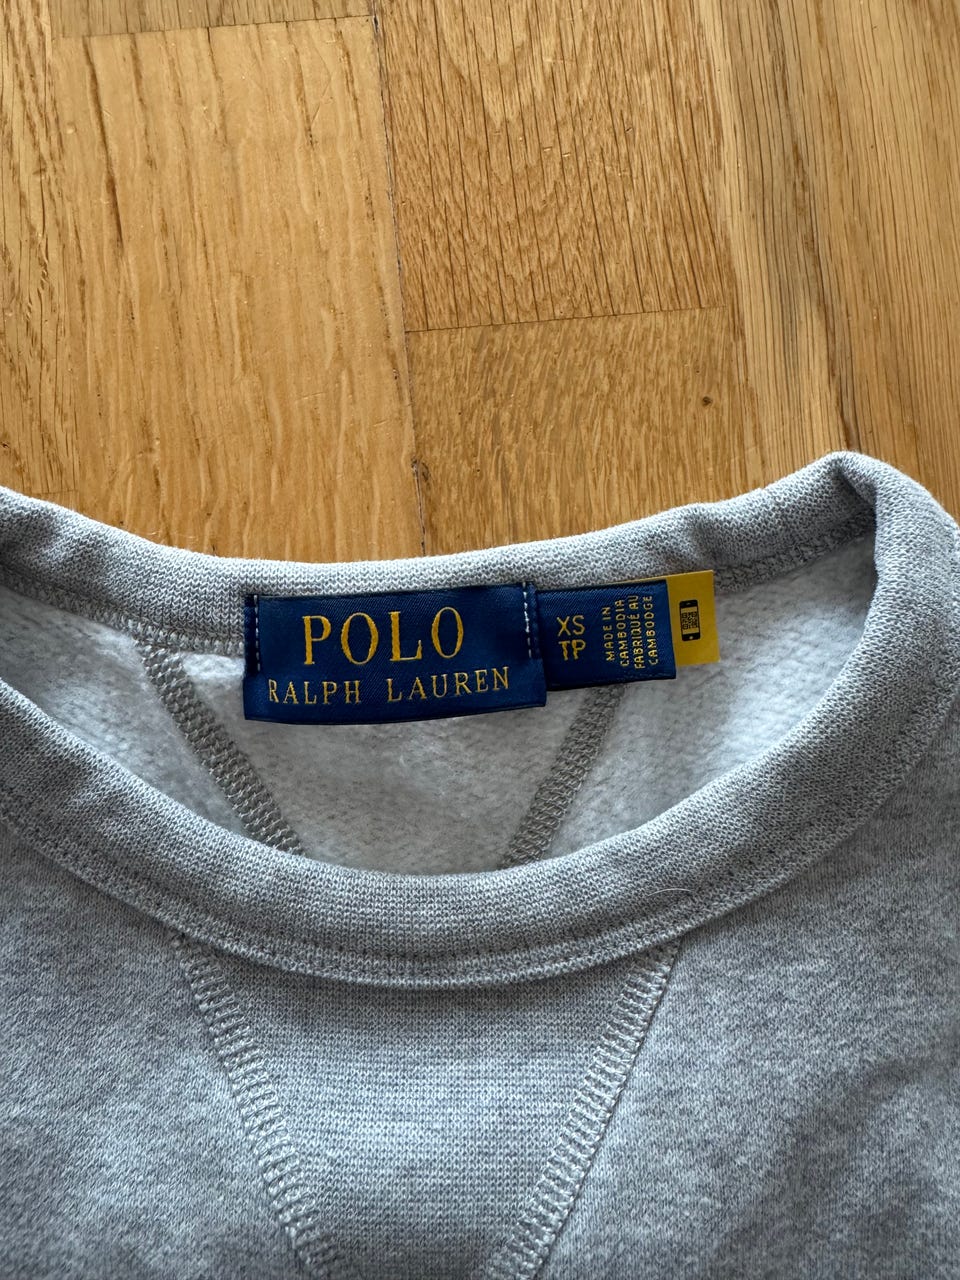 POLO
RALPH LAUREN
XS
TP
MADE IN
CAMBODIA
FABRIQUÉ AU
CAMBODGE